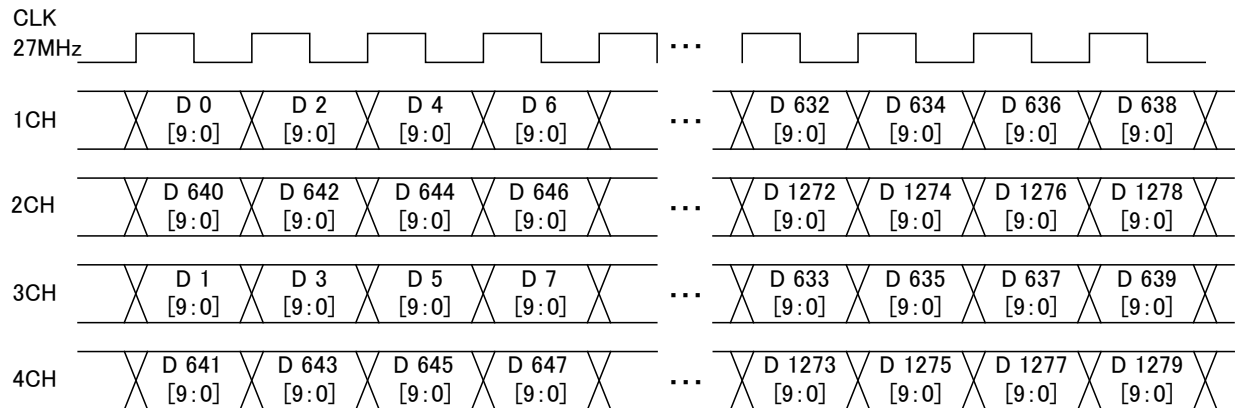 CLK
27MHz
...
1CH
D 0 D 2 D 4 D 6 ... D 632 D 634 D 636 D 638
[9:0] [9:0] [9:0] [9:0] [9:0] [9:0] [9:0] [9:0]
2CH
D 640 D 642 D 644 D 646 ... D 1272 D 1274 D 1276 D 1278
[9:0] [9:0] [9:0] [9:0] [9:0] [9:0] [9:0] [9:0]
3CH
D 1 D 3 D 5 D 7 ... D 633 D 635 D 637 D 639
[9:0] [9:0] [9:0] [9:0] [9:0] [9:0] [9:0] [9:0]
4CH
D 641 D 643 D 645 D 647 ... D 1273 D 1275 D 1277 D 1279
[9:0] [9:0] [9:0] [9:0] [9:0] [9:0] [9:0] [9:0]